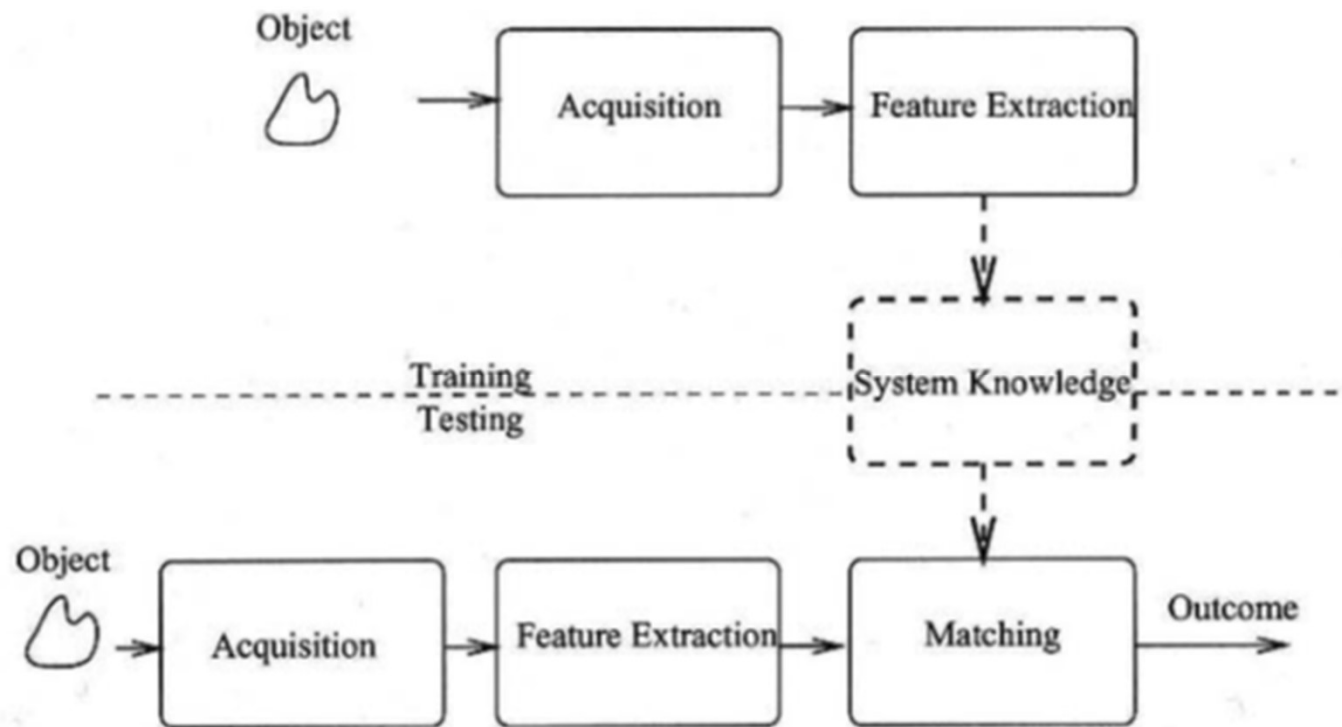 Object
Acquisition
Feature Extraction
System Knowledge
Training
Testing
Object
Acquisition
Feature Extraction
Matching
Outcome